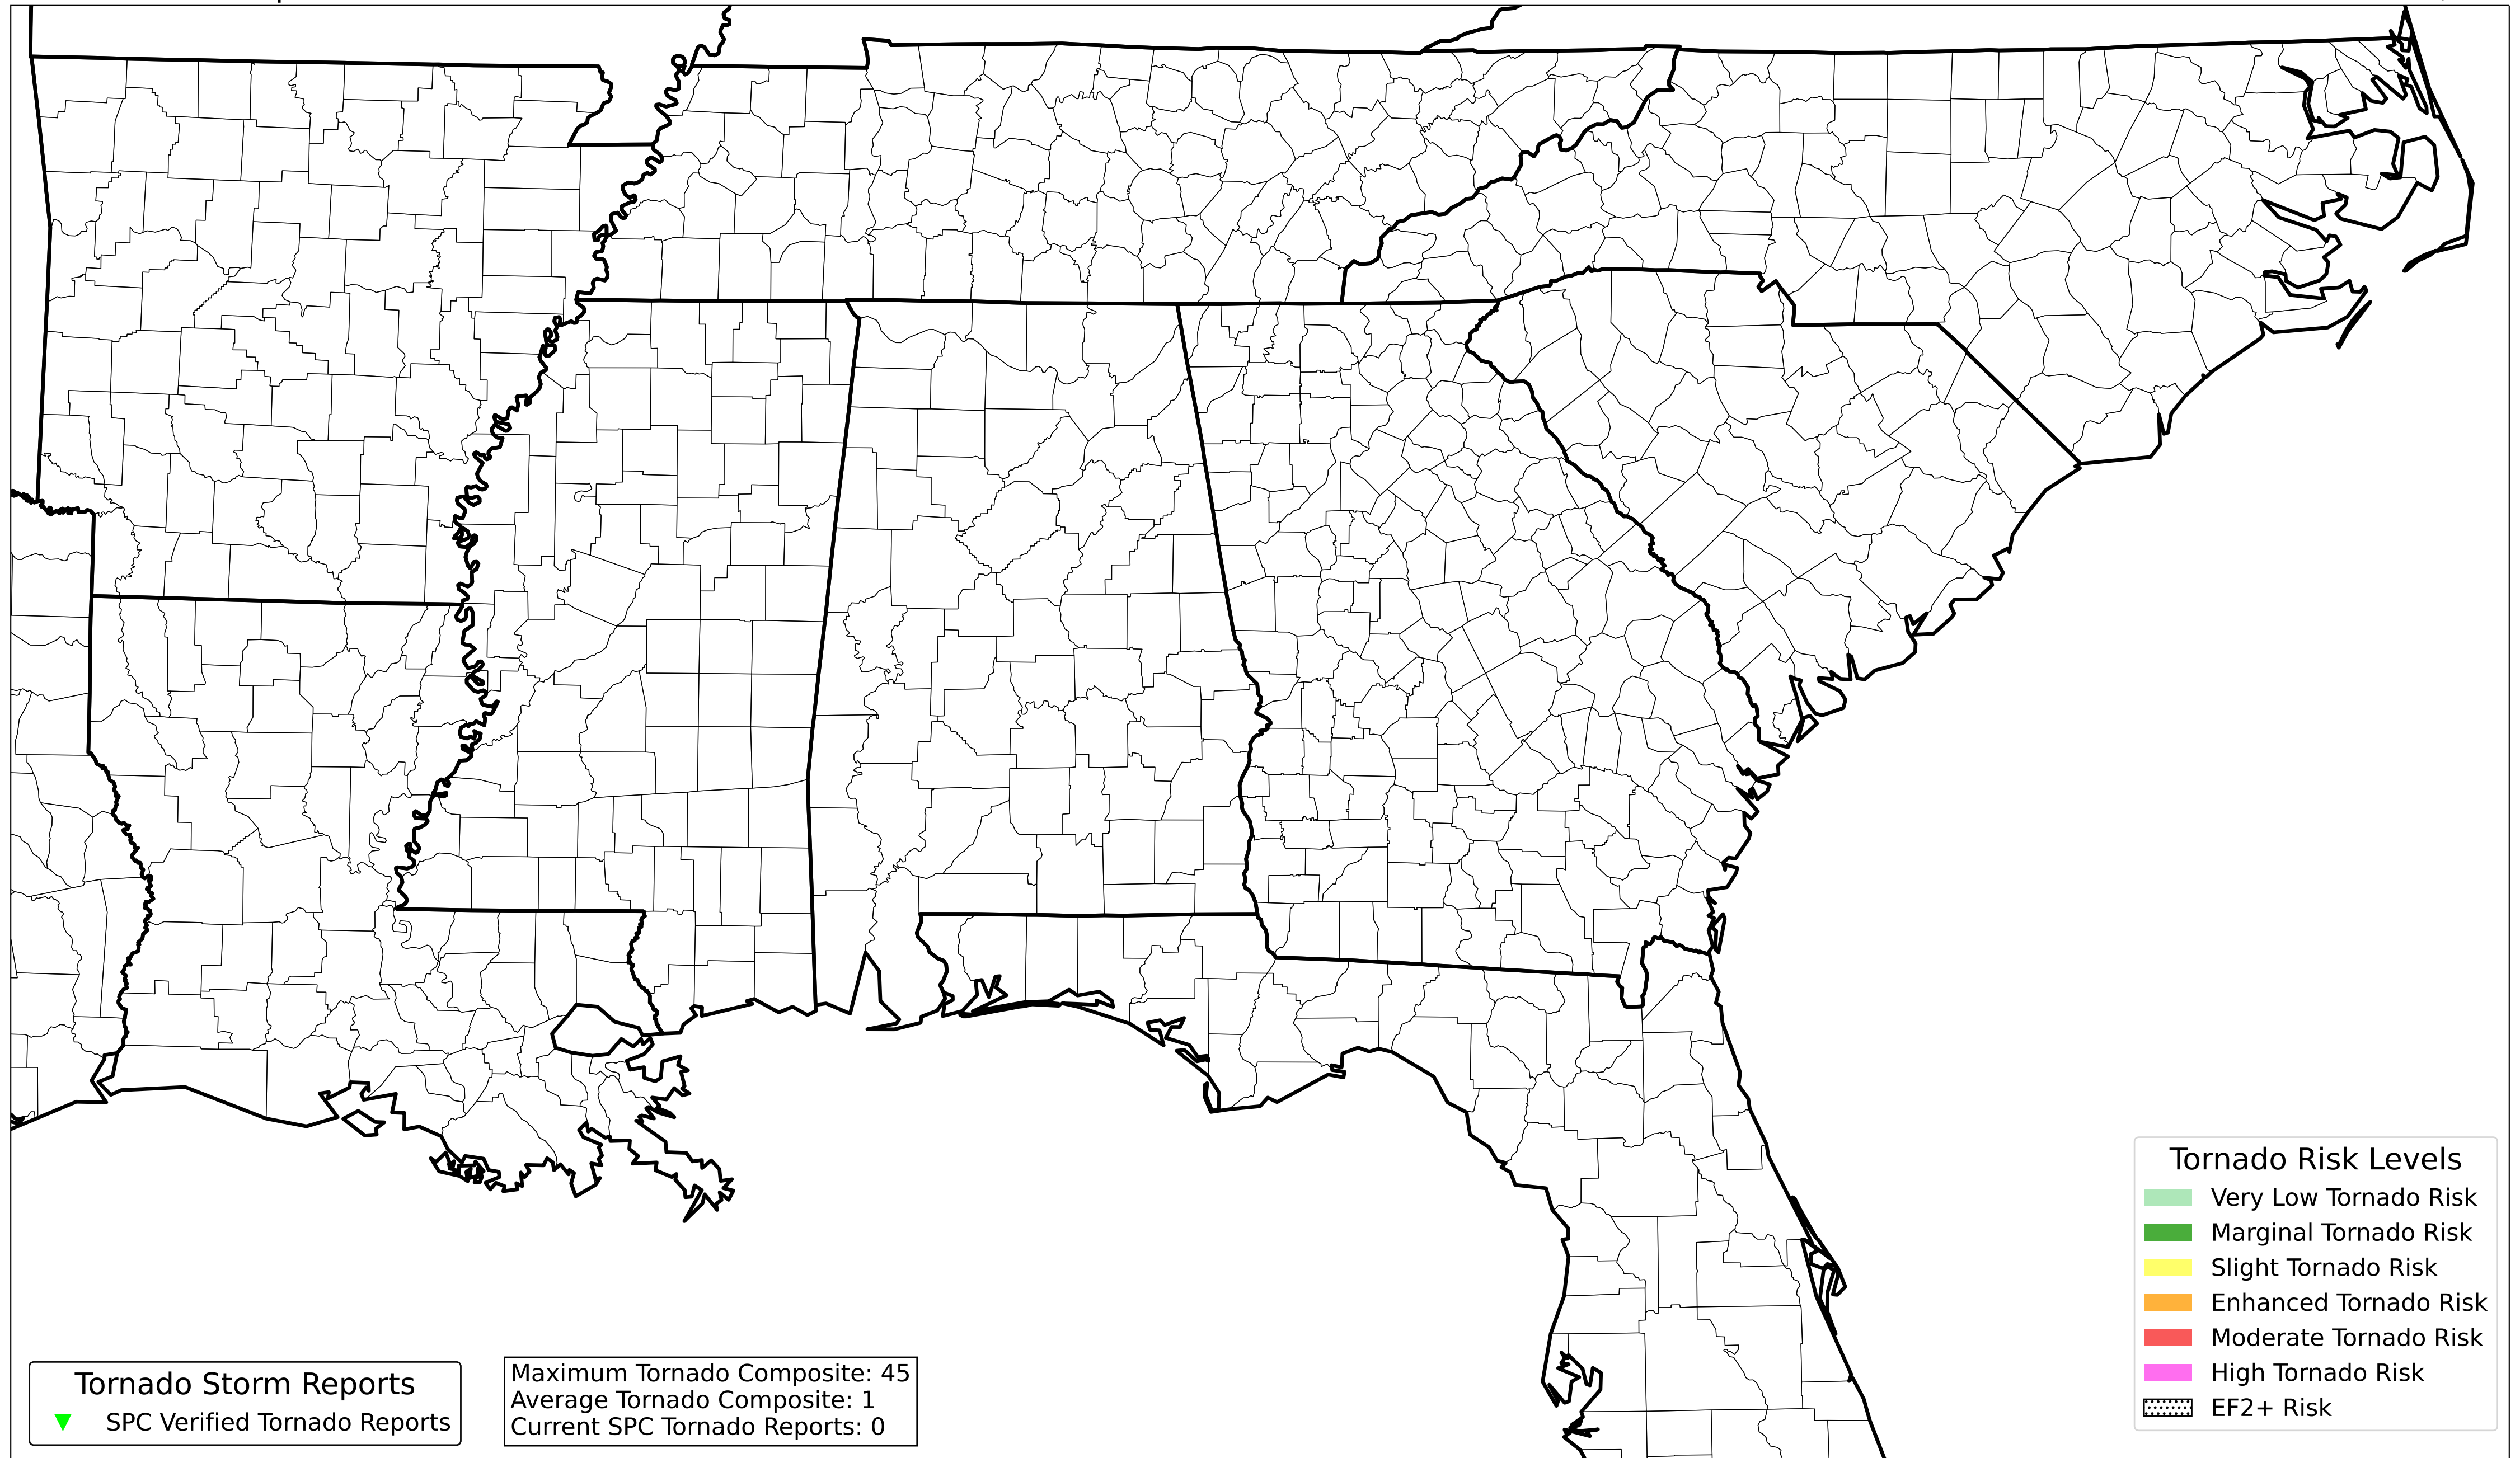 Tornado Risk Levels
Very Low Tornado Risk
Marginal Tornado Risk
Slight Tornado Risk
Enhanced Tornado Risk
Moderate Tornado Risk
High Tornado Risk
EF2+ Risk
Tornado Storm Reports
SPC Verified Tornado Reports
Maximum Tornado Composite: 45
Average Tornado Composite: 1
Current SPC Tornado Reports: 0